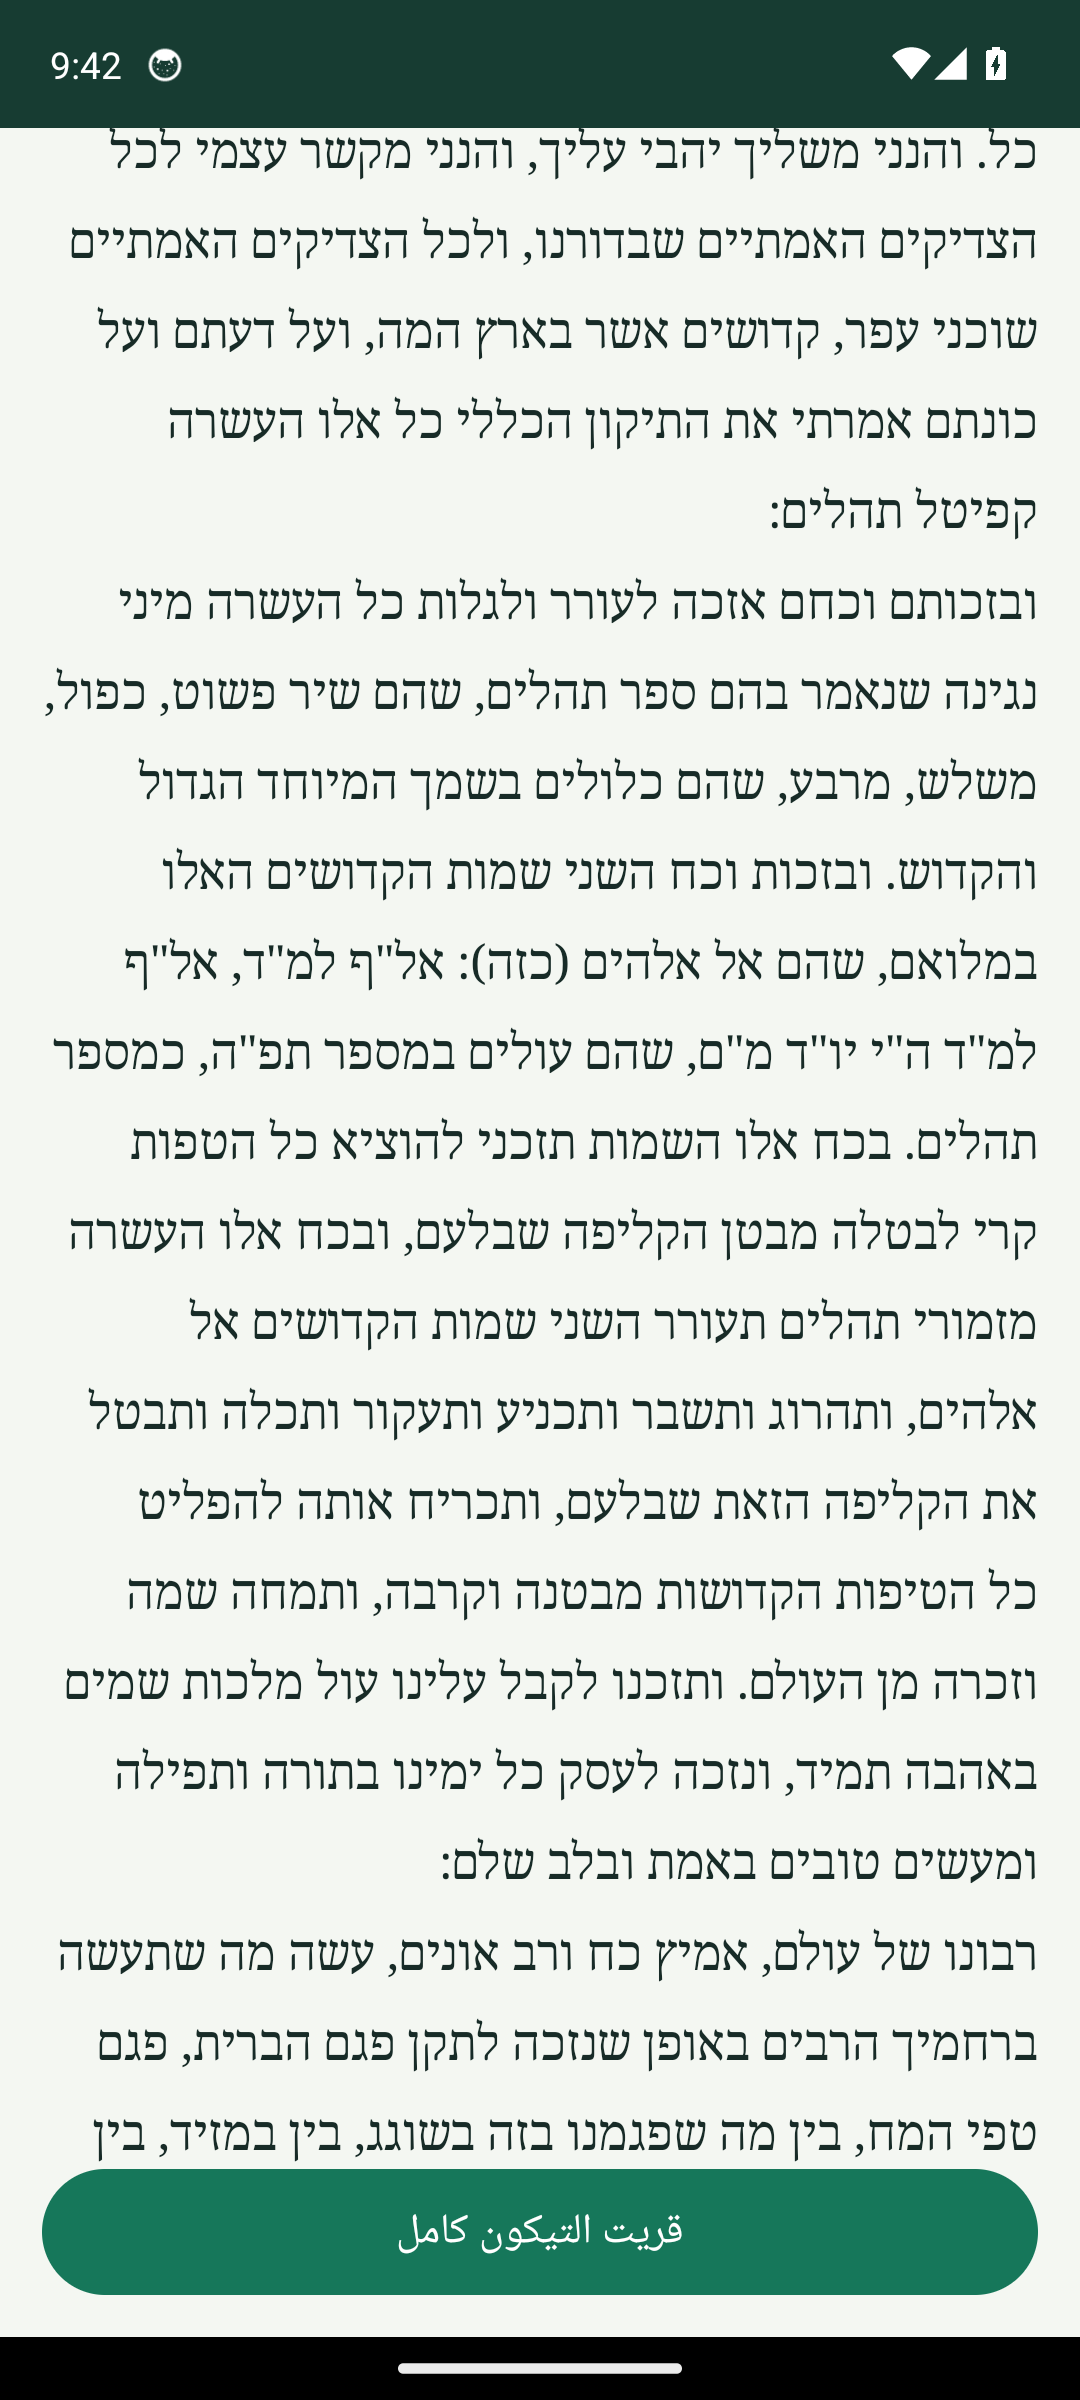 9:42
כל. והנני משליך יהבי עליך, והנני מקשר עצמי לכל
הצדיקים האמתיים שבדורנו, ולכל הצדיקים האמתיים
שוכני עפר, קדושים אשר בארץ המה, ועל דעתם ועל
כונתם אמרתי את התיקון הכללי כל אלו העשרה
קפיטל תהלים:
ובזכותם וכחם אזכה לעורר ולגלות כל העשרה מיני
נגינה שנאמר בהם ספר תהלים, שהם שיר פשוט, כפול,
משלש, מרבע, שהם כלולים בשמך המיוחד הגדול
והקדוש. ובזכות וכח השני שמות הקדושים האלו
במלואם, שהם אל אלהים (כזה): אל"ף למ"ד, אל"ף
למ"ד ה"י יו"ד מ"ם, שהם עולים במספר תפ"ה, כמספר
תהלים. בכח אלו השמות תזכני להוציא כל הטפות
קרי לבטלה מבטן הקליפה שבלעם, ובכח אלו העשרה
מזמורי תהלים תעורר השני שמות הקדושים אל
אלהים, ותהרוג ותשבר ותכניע ותעקור ותכלה ותבטל
את הקליפה הזאת שבלעם, ותכריח אותה להפליט
כל הטיפות הקדושות מבטנה וקרבה, ותמחה שמה
וזכרה מן העולם. ותזכנו לקבל עלינו עול מלכות שמים
באהבה תמיד, ונזכה לעסק כל ימינו בתורה ותפילה
ומעשים טובים באמת ובלב שלם:
רבונו של עולם, אמיץ כח ורב אונים, עשה מה שתעשה
ברחמיך הרבים באופן שנזכה לתקן פגם הברית, פגם
טפי המח, בין מה שפגמנו בזה בשוגג, בין במזיד, בין
قريت التيكون كامل